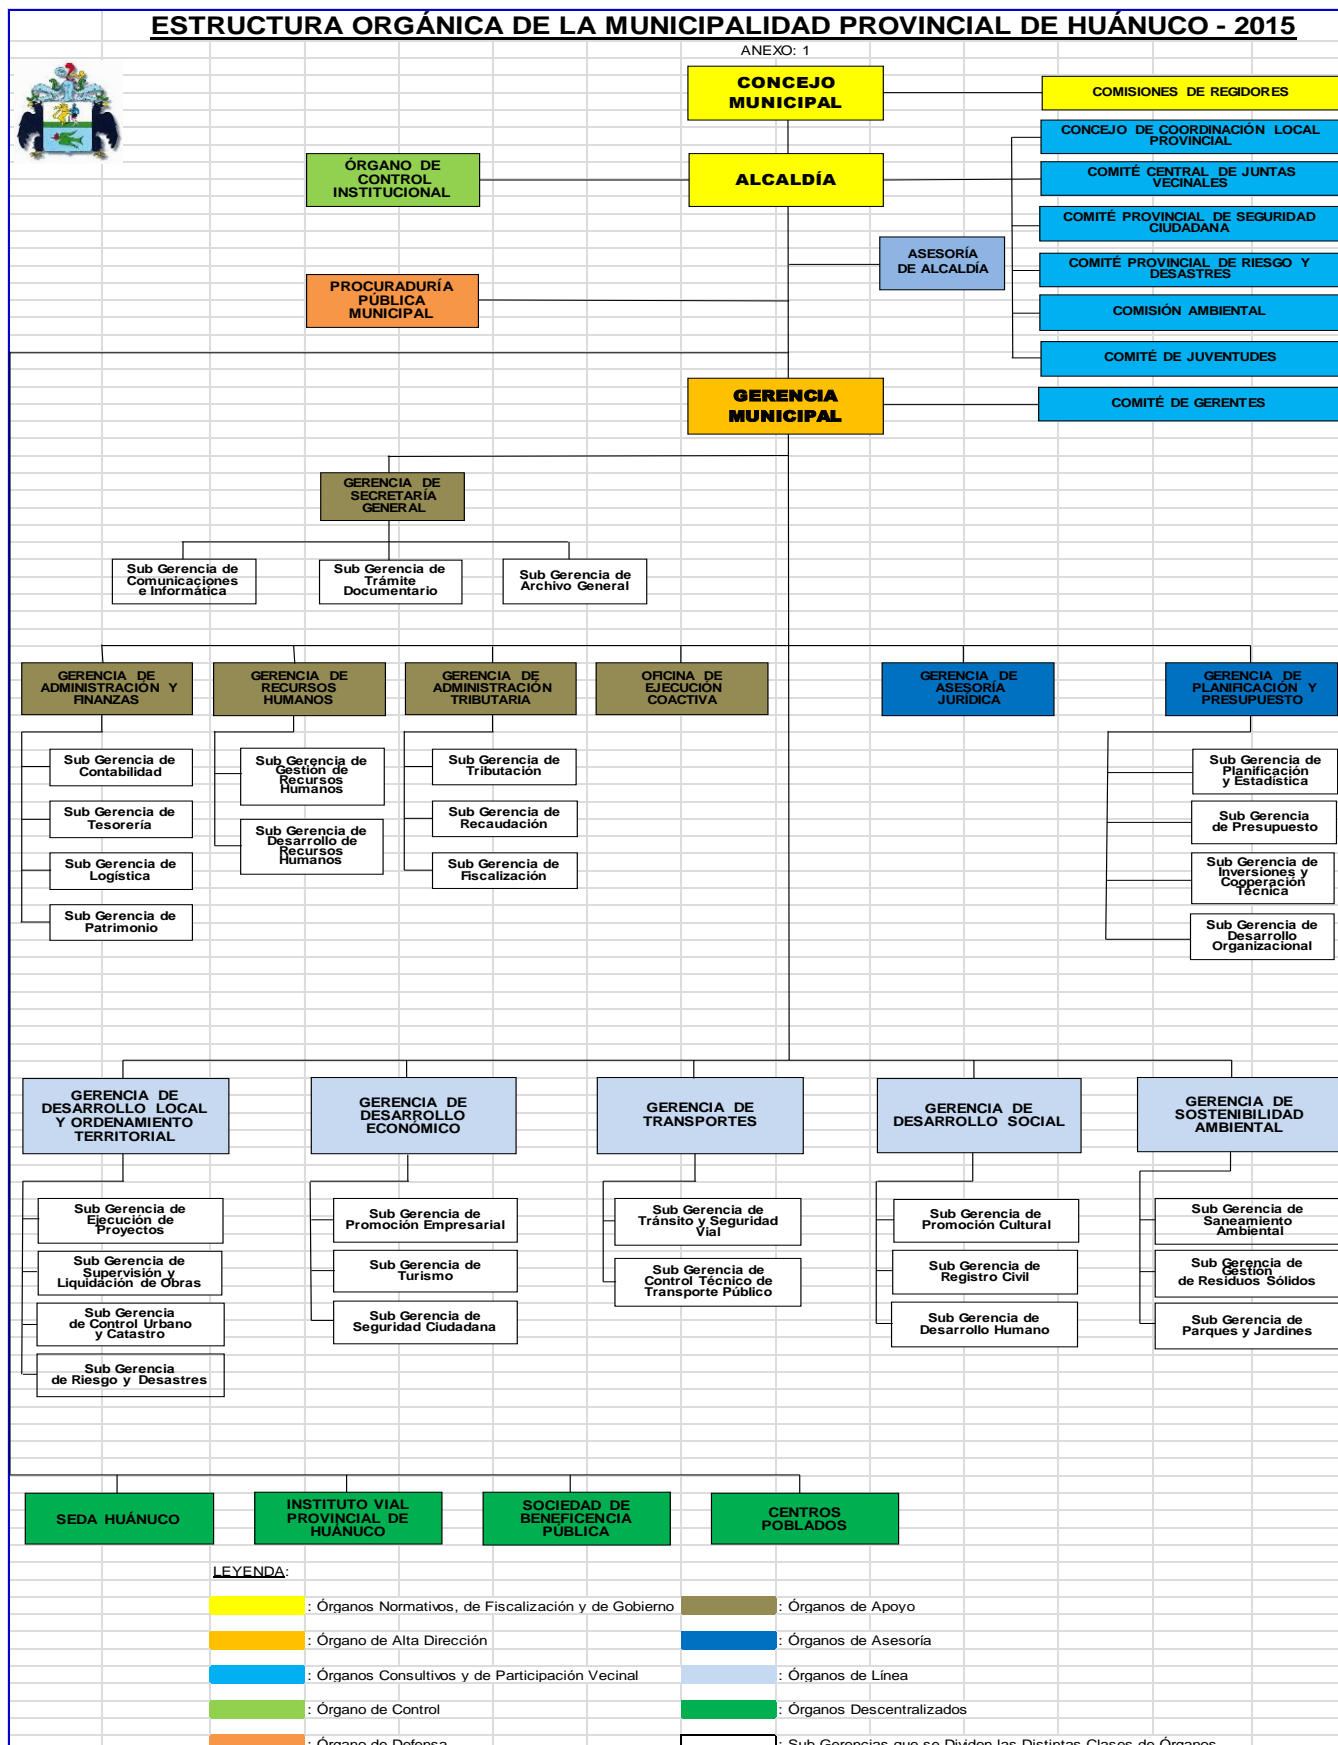 ESTRUCTURA ORGÁNICA DE LA MUNICIPALIDAD PROVINCIAL DE HUÁNUCO - 2015
ANEXO: 1
CONCEJO
MUNICIPAL
COMISIONES DE REGIDORES
CONCEJO DE COORDINACIÓN LOCAL
PROVINCIAL
ÓRGANO DE
CONTROL
INSTITUCIONAL
ALCALDÍA
COMITÉ CENTRAL DE JUNTAS
VECINALES
COMITÉ PROVINCIAL DE SEGURIDAD
CIUDADANA
ASESORÍA
DE ALCALDÍA
COMITÉ PROVINCIAL DE RIESGO Y
DESASTRES
PROCURADURÍA
PÚBLICA
MUNICIPAL
COMISIÓN AMBIENTAL
COMITÉ DE JUVENTUDES
GERENCIA
MUNICIPAL
COMITÉ DE GERENTES
GERENCIA DE
SECRETARÍA
GENERAL
Sub Gerencia de
Comunicaciones
e Informática
Sub Gerencia de
Trámite
Documentario
Sub Gerencia de
Archivo General
GERENCIA DE
ADMINISTRACIÓN Y
FINANZAS
GERENCIA DE
RECURSOS
HUMANOS
GERENCIA DE
ADMINISTRACIÓN
TRIBUTARIA
OFICINA DE
EJECUCIÓN
COACTIVA
GERENCIA DE
ASESORÍA
JURÍDICA
GERENCIA DE
PLANIFICACIÓN Y
PRESUPUESTO
Sub Gerencia de
Contabilidad
Sub Gerencia de
Tesorería
Sub Gerencia de
Logística
Sub Gerencia de
Patrimonio
Sub Gerencia de
Gestión de
Recursos
Humanos
Sub Gerencia de
Desarrollo de
Recursos
Humanos
Sub Gerencia de
Tributación
Sub Gerencia de
Recaudación
Sub Gerencia de
Fiscalización
Sub Gerencia de
Planificación
y Estadística
Sub Gerencia
de Presupuesto
Sub Gerencia de
Inversiones y
Cooperación
Técnica
Sub Gerencia de
Desarrollo
Organizacional
GERENCIA DE
DESARROLLO LOCAL
Y ORDENAMIENTO
TERRITORIAL
GERENCIA DE
DESARROLLO
ECONÓMICO
GERENCIA DE
TRANSPORTES
GERENCIA DE
DESARROLLO SOCIAL
GERENCIA DE
SOSTENIBILIDAD
AMBIENTAL
Sub Gerencia de
Ejecución de
Proyectos
Sub Gerencia de
Supervisión y
Liquidación de Obras
Sub Gerencia
de Control Urbano
y Catastro
Sub Gerencia
de Riesgo y Desastres
Sub Gerencia de
Promoción Empresarial
Sub Gerencia de
Turismo
Sub Gerencia de
Seguridad Ciudadana
Sub Gerencia de
Tránsito y Seguridad
Vial
Sub Gerencia de
Control Técnico de
Transporte Público
Sub Gerencia de
Promoción Cultural
Sub Gerencia de
Registro Civil
Sub Gerencia de
Desarrollo Humano
Sub Gerencia de
Saneamiento
Ambiental
Sub Gerencia de
Gestión
de Residuos Sólidos
Sub Gerencia de
Parques y Jardines
SEDA HUÁNUCO
INSTITUTO VIAL
PROVINCIAL DE
HUÁNUCO
SOCIEDAD DE
BENEFICENCIA
PÚBLICA
CENTROS
POBLADOS
LEYENDA:
: Órganos Normativos, de Fiscalización y de Gobierno
: Órganos de Apoyo
: Órgano de Alta Dirección
: Órganos de Asesoría
: Órganos Consultivos y de Participación Vecinal
: Órganos de Línea
: Órgano de Control
: Órganos Descentralizados
: Órgano de Defensa
: Sub Gerencias que se Dividen las Distintas Clases de Órganos